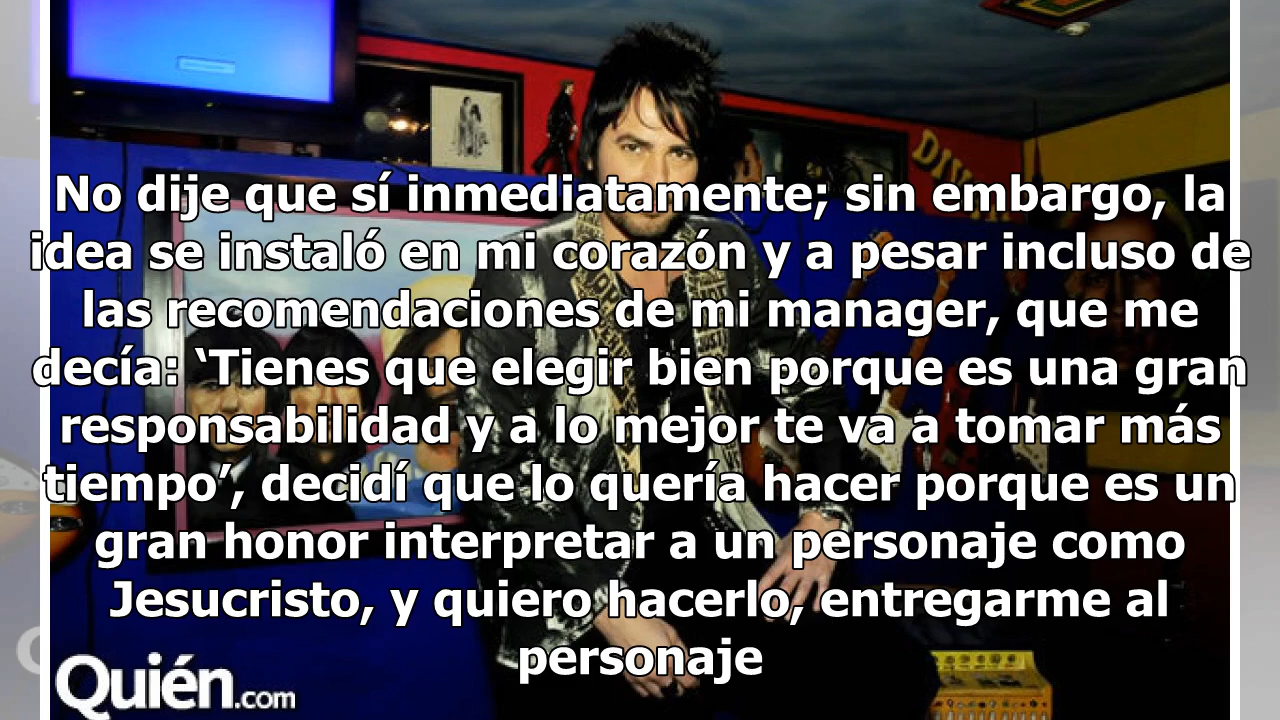 No dije que sí inmediatamente; sin embargo, la
idea se instaló en mi corazón y a pesar incluso de
las recomendaciones de mi manager, que me
decía: ‘Tienes que elegir bien porque es una gran
responsabilidad y a lo mejor te va a tomar más
tiempo’, decidí que lo quería hacer porque es un
gran honor interpretar a un personaje como
Jesucristo, y quiero hacerlo, entregarme al
personaje
Quién.com